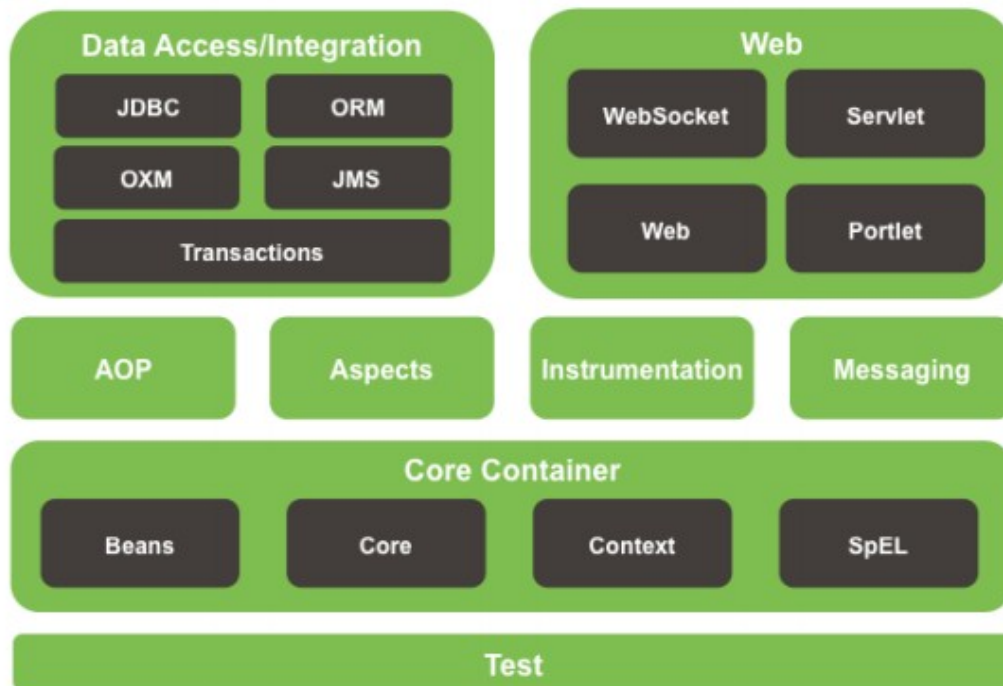 Data Access/Integration
JDBC
ORM
OXM
JMS
Transactions
Web
WebSocket
Servlet
Web
Portlet
AOP
Aspects
Instrumentation
Messaging
Core Container
Beans
Core
Context
SpEL
Test